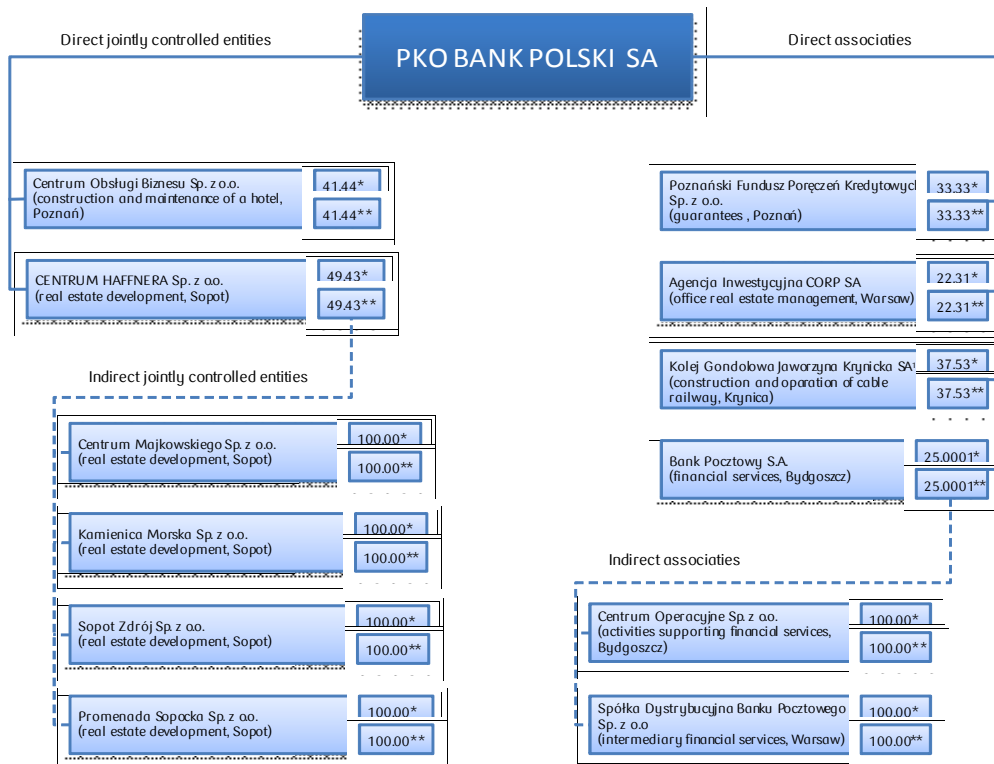 Direct jointly controlled entities
PKO BANK POLSKI SA
Direct associaties
Centrum Obsługi Biznesu Sp. z o.o.
(construction and maintenance of a hotel,
Poznań)
41.44*
41.44**
CENTRUM HAFFNERA Sp. z o.o.
(real estate development, Sopot)
49.43*
49.43**
Indirect jointly controlled entities
Centrum Majkowskiego Sp. z o.o.
(real estate development, Sopot)
100.00*
100.00**
Kamienica Morska Sp. z o.o.
(real estate development, Sopot)
100.00*
100.00**
Sopot Zdrój Sp. z o.o.
(real estate development, Sopot)
100.00*
100.00**
Promenada Sopocka Sp. z o.o.
(real estate development, Sopot)
100.00*
100.00**
Poznański Fundusz Poręczeń Kredytowych
Sp. z o.o.
(guarantees , Poznań)
33.33*
33.33**
Agencja Inwestycyjna CORP SA
(office real estate management, Warsaw)
22.31*
22.31**
Kolej Gondolowa Jaworzyna Krynicka SA¹
(construction and oparation of cable
railway, Krynica)
37.53*
37.53**
Bank Pocztowy S.A.
(financial services, Bydgoszcz)
25.0001*
25.0001**
Indirect associaties
Centrum Operacyjne Sp. z o.o.
(activities supporting financial services,
Bydgoszcz)
100.00*
100.00**
Spółka Dystrybucyjna Banku Pocztowego
Sp. z o.o
(intermediary financial services, Warsaw)
100.00*
100.00**